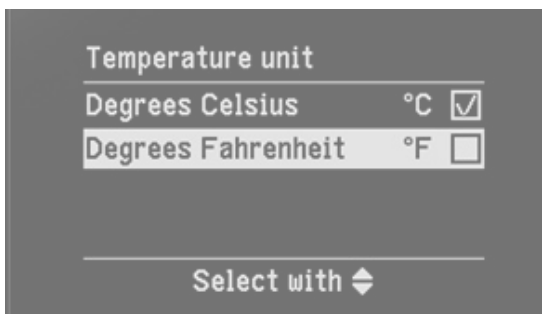 Temperature unit
Degrees Celsius °C
Degrees Fahrenheit °F
Select with